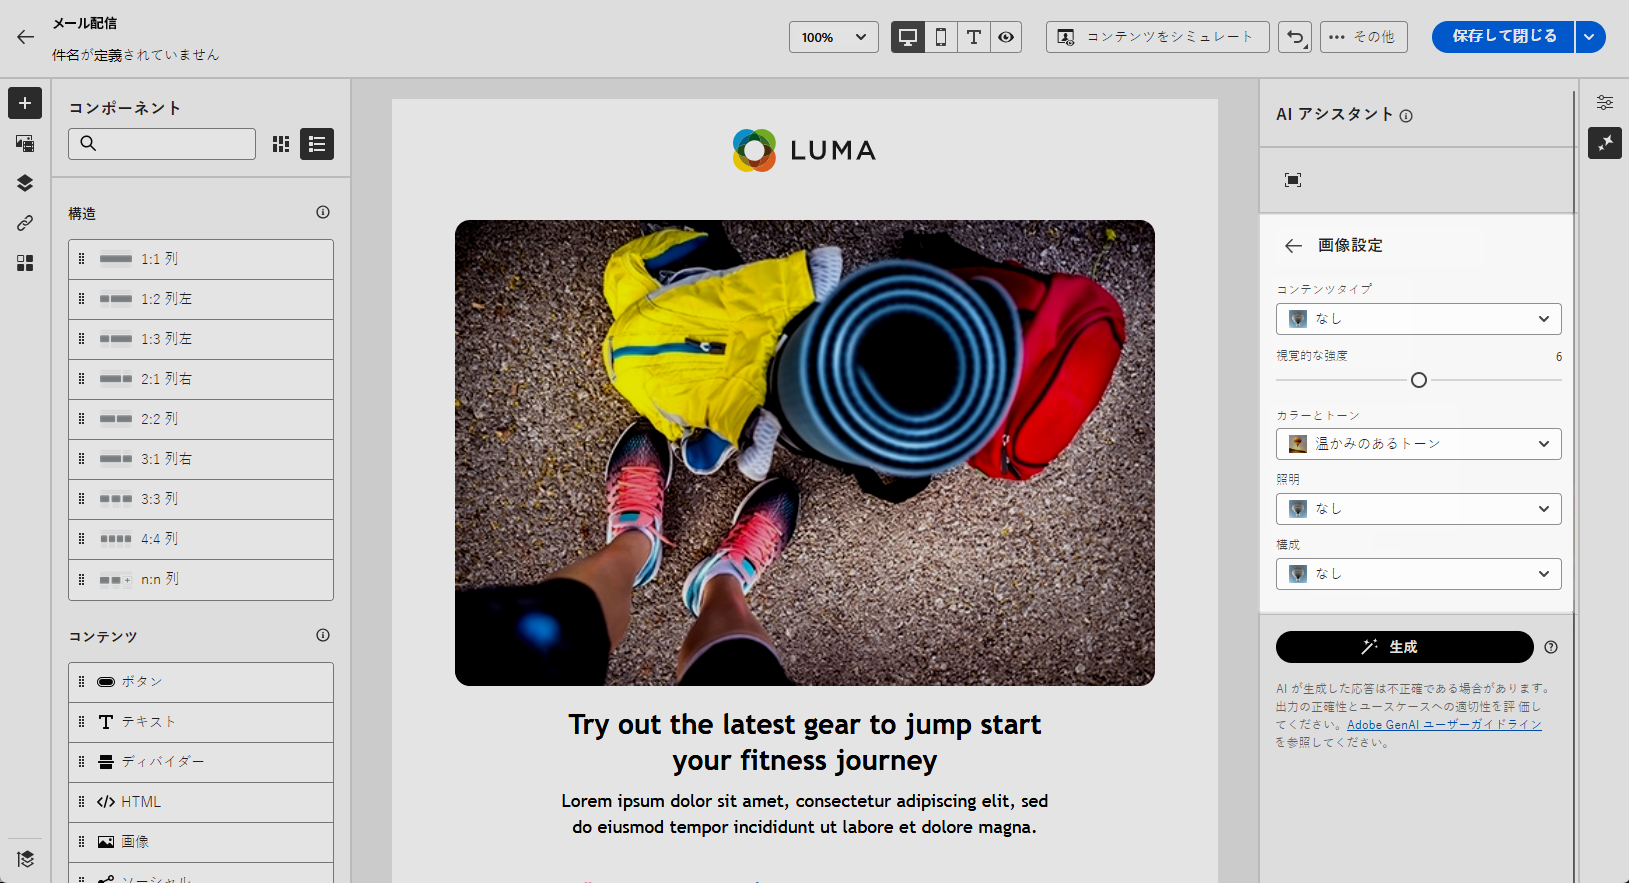 メール配信
件名が定義されていません
100%
コンテンツをシミュレート
その他
保存して閉じる
コンポーネント
構造
1:1 列
1:2 列左
1:3 列左
2:1 列右
2:2 列
3:1 列右
3:3 列
4:4 列
n:n 列
コンテンツ
ボタン
テキスト
ディバイダー
HTML
画像
ソーシャル
LUMA
Try out the latest gear to jump start
your fitness journey
Lorem ipsum dolor sit amet, consectetur adipiscing elit, sed
do eiusmod tempor incididunt ut labore et dolore magna.
AI アシスタント
画像設定
コンテンツタイプ
なし
視覚的な強度 6
カラーとトーン
温かみのあるトーン
照明
なし
構成
なし
生成
AI が生成した応答は不正確である場合があります。
出力の正確性とユースケースへの適切性を評 価し
てください。Adobe GenAI ユーザーガイドライン
を参照してください。